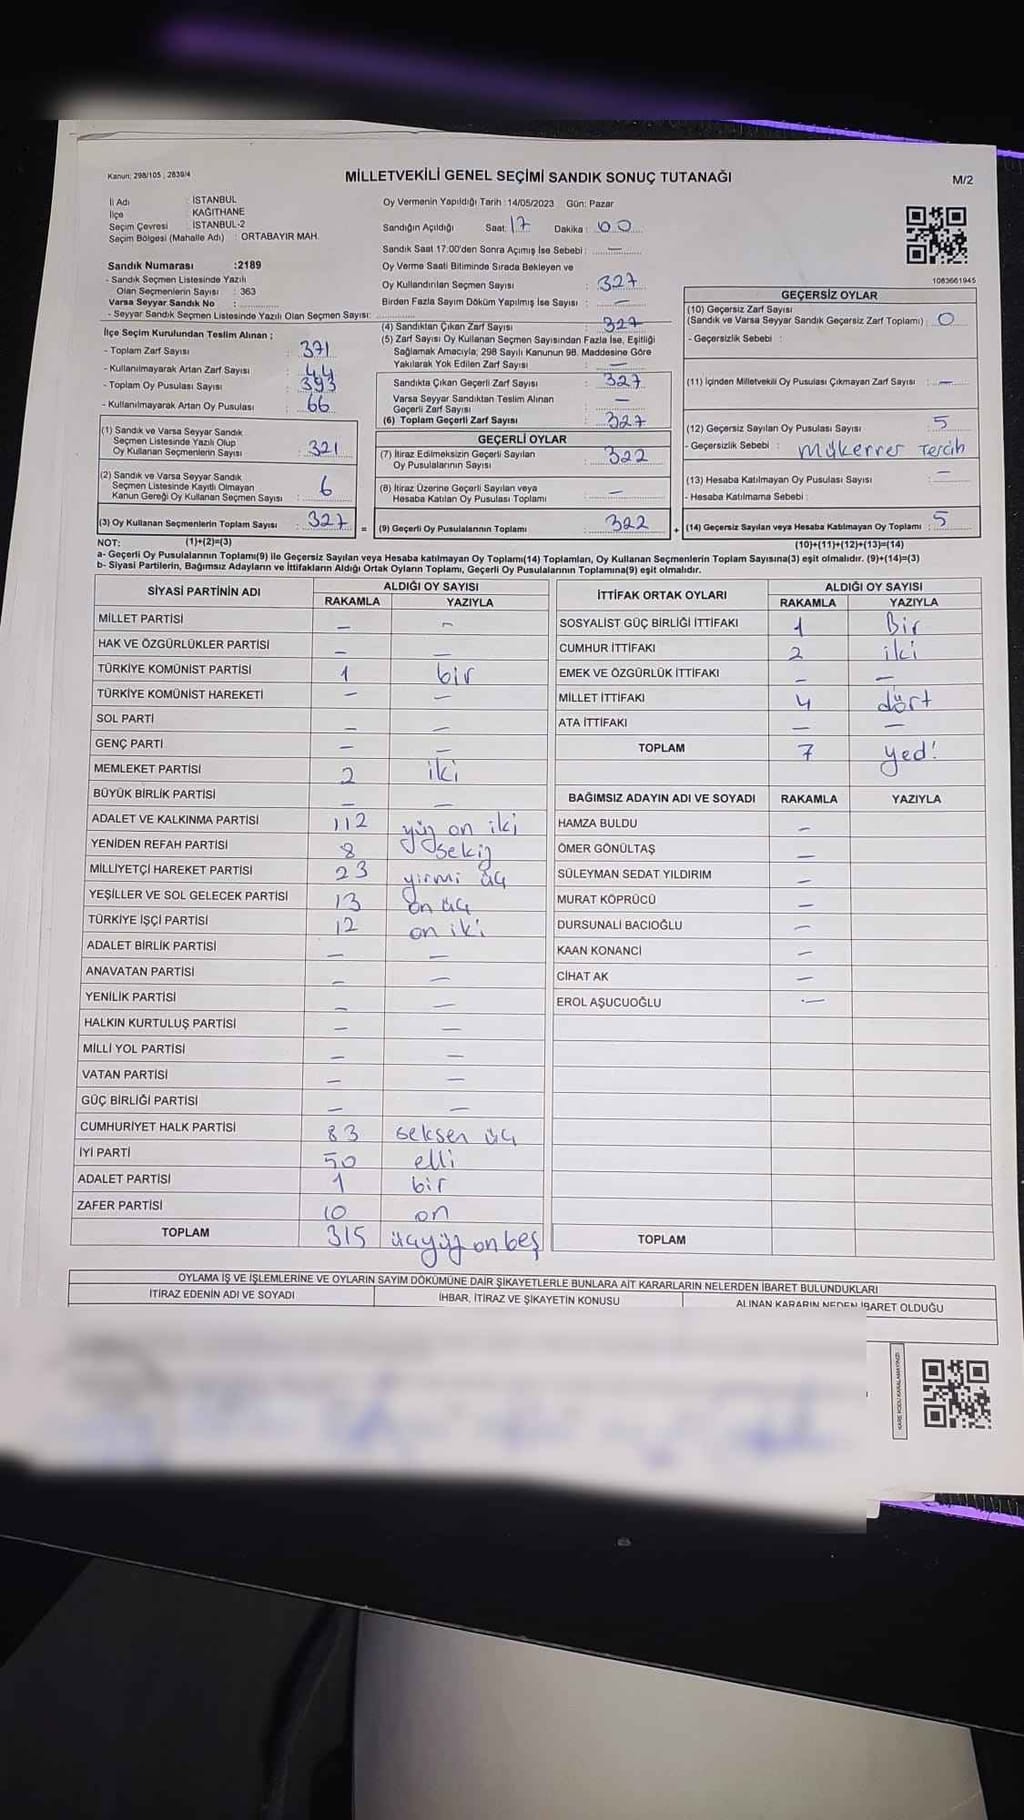 Kanun: 298/105 , 2839/4
MİLLETVEKİLİ GENEL SEÇİMİ SANDIK SONUÇ TUTANAĞI
M/2
İl Adı : İSTANBUL
İlçe : KAĞITHANE
Seçim Çevresi : İSTANBUL-2
Seçim Bölgesi (Mahalle Adı) : ORTABAYIR MAH.
Oy Vermenin Yapıldığı Tarih : 14/05/2023 Gün: Pazar
Sandığın Açıldığı Saat: 17 Dakika : 00
Sandık Saat 17:00'den Sonra Açımış İse Sebebi : —
Oy Verme Saati Bitiminde Sırada Bekleyen ve
Oy Kullandırılan Seçmen Sayısı : 327
Birden Fazla Sayım Döküm Yapılmış İse Sayısı : —
1083661945
Sandık Numarası :2189
- Sandık Seçmen Listesinde Yazılı
Olan Seçmenlerin Sayısı : 363
Varsa Seyyar Sandık No :
- Seyyar Sandık Seçmen Listesinde Yazılı Olan Seçmen Sayısı:
İlçe Seçim Kurulundan Teslim Alınan ;
- Toplam Zarf Sayısı : 371
- Kullanılmayarak Artan Zarf Sayısı : 44
- Toplam Oy Pusulası Sayısı : 393
- Kullanılmayarak Artan Oy Pusulası : 66
(1) Sandık ve Varsa Seyyar Sandık
Seçmen Listesinde Yazılı Olup
Oy Kullanan Seçmenlerin Sayısı : 321
(2) Sandık ve Varsa Seyyar Sandık
Seçmen Listesinde Kayıtlı Olmayan
Kanun Gereği Oy Kullanan Seçmen Sayısı : 6
(3) Oy Kullanan Seçmenlerin Toplam Sayısı : 327 =
(4) Sandıktan Çıkan Zarf Sayısı : 327
(5) Zarf Sayısı Oy Kullanan Seçmen Sayısından Fazla İse, Eşitliği
Sağlamak Amacıyla; 298 Sayılı Kanunun 98. Maddesine Göre
Yakılarak Yok Edilen Zarf Sayısı : —
Sandıkta Çıkan Geçerli Zarf Sayısı : 327
Varsa Seyyar Sandıktan Teslim Alınan
Geçerli Zarf Sayısı : —
(6) Toplam Geçerli Zarf Sayısı : 327
GEÇERLİ OYLAR
(7) İtiraz Edilmeksizin Geçerli Sayılan
Oy Pusulalarının Sayısı : 322
(8) İtiraz Üzerine Geçerli Sayılan veya
Hesaba Katılan Oy Pusulası Toplamı : —
(9) Geçerli Oy Pusulalarının Toplamı : 322 +
GEÇERSİZ OYLAR
(10) Geçersiz Zarf Sayısı
(Sandık ve Varsa Seyyar Sandık Geçersiz Zarf Toplamı) : 0
- Geçersizlik Sebebi :
(11) İçinden Milletvekili Oy Pusulası Çıkmayan Zarf Sayısı : —
(12) Geçersiz Sayılan Oy Pusulası Sayısı : 5
- Geçersizlik Sebebi : Mükerrer Tercih
(13) Hesaba Katılmayan Oy Pusulası Sayısı : —
- Hesaba Katılmama Sebebi :
(14) Geçersiz Sayılan veya Hesaba Katılmayan Oy Toplamı : 5
NOT: (1)+(2)=(3)
(10)+(11)+(12)+(13)=(14)
a- Geçerli Oy Pusulalarının Toplamı(9) ile Geçersiz Sayılan veya Hesaba katılmayan Oy Toplamı(14) Toplamları, Oy Kullanan Seçmenlerin Toplam Sayısına(3) eşit olmalıdır. (9)+(14)=(3)
b- Siyasi Partilerin, Bağımsız Adayların ve İttifakların Aldığı Ortak Oyların Toplamı, Geçerli Oy Pusulalarının Toplamına(9) eşit olmalıdır.
SİYASİ PARTİNİN ADI
ALDIĞI OY SAYISI
RAKAMLA YAZIYLA
MİLLET PARTİSİ — —
HAK VE ÖZGÜRLÜKLER PARTİSİ — —
TÜRKİYE KOMÜNİST PARTİSİ 1 bir
TÜRKİYE KOMÜNİST HAREKETİ — —
SOL PARTİ — —
GENÇ PARTİ — —
MEMLEKET PARTİSİ 2 iki
BÜYÜK BİRLİK PARTİSİ — —
ADALET VE KALKINMA PARTİSİ 112 yüz on iki
YENİDEN REFAH PARTİSİ 8 sekiz
MİLLİYETÇİ HAREKET PARTİSİ 23 yirmi üç
YEŞİLLER VE SOL GELECEK PARTİSİ 13 on üç
TÜRKİYE İŞÇİ PARTİSİ 12 on iki
ADALET BİRLİK PARTİSİ — —
ANAVATAN PARTİSİ — —
YENİLİK PARTİSİ — —
HALKIN KURTULUŞ PARTİSİ — —
MİLLİ YOL PARTİSİ — —
VATAN PARTİSİ — —
GÜÇ BİRLİĞİ PARTİSİ — —
CUMHURİYET HALK PARTİSİ 83 seksen üç
İYİ PARTİ 50 elli
ADALET PARTİSİ 1 bir
ZAFER PARTİSİ 10 on
TOPLAM 315 üçyüz on beş
İTTİFAK ORTAK OYLARI
ALDIĞI OY SAYISI
RAKAMLA YAZIYLA
SOSYALİST GÜÇ BİRLİĞİ İTTİFAKI 1 Bir
CUMHUR İTTİFAKI 2 iki
EMEK VE ÖZGÜRLÜK İTTİFAKI — —
MİLLET İTTİFAKI 4 dört
ATA İTTİFAKI — —
TOPLAM 7 yedi
BAĞIMSIZ ADAYIN ADI VE SOYADI RAKAMLA YAZIYLA
HAMZA BULDU —
ÖMER GÖNÜLTAŞ —
SÜLEYMAN SEDAT YILDIRIM —
MURAT KÖPRÜCÜ —
DURSUNALİ BACIOĞLU —
KAAN KONANCİ —
CİHAT AK —
EROL AŞUCUOĞLU —
TOPLAM
OYLAMA İŞ VE İŞLEMLERİNE VE OYLARIN SAYIM DÖKÜMÜNE DAİR ŞİKAYETLERLE BUNLARA AİT KARARLARIN NELERDEN İBARET BULUNDUKLARI
İTİRAZ EDENİN ADI VE SOYADI
İHBAR, İTİRAZ VE ŞİKAYETİN KONUSU
ALINAN KARARIN NEDEN İBARET OLDUĞU